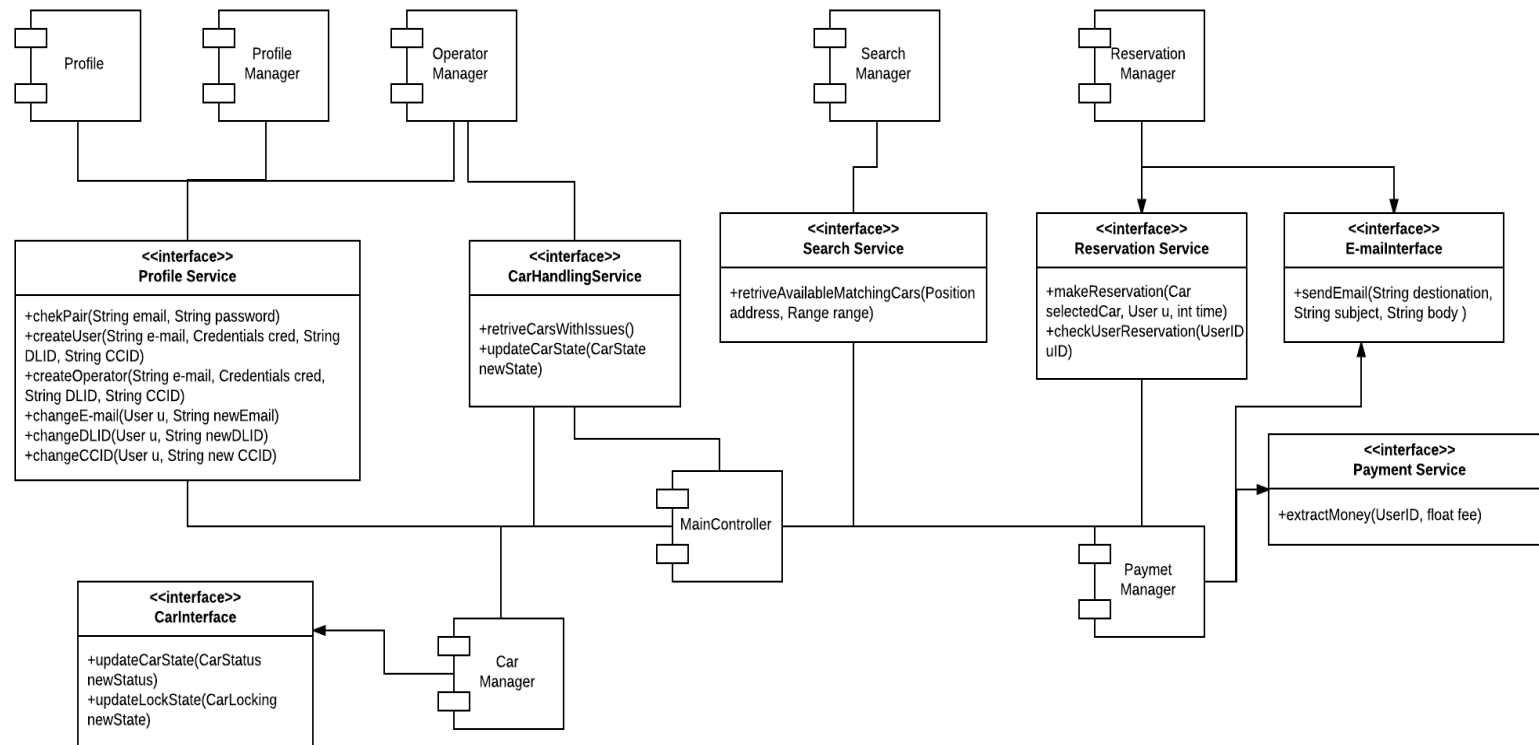 Profile
Profile
Manager
Operator
Manager
Search
Manager
Reservation
Manager
<<interface>>
Profile Service
+chekPair(String email, String password)
+createUser(String e-mail, Credentials cred, String
DLID, String CCID)
+createOperator(String e-mail, Credentials cred,
String DLID, String CCID)
+changeE-mail(User u, String newEmail)
+changeDLID(User u, String newDLID)
+changeCCID(User u, String new CCID)
<<interface>>
CarHandlingService
+retriveCarsWithIssues()
+updateCarState(CarState
newState)
<<interface>>
Search Service
+retriveAvailableMatchingCars(Position
address, Range range)
<<interface>>
Reservation Service
+makeReservation(Car
selectedCar, User u, int time)
+checkUserReservation(UserID
uID)
<<interface>>
E-mailInterface
+sendEmail(String destionation,
String subject, String body )
<<interface>>
Payment Service
+extractMoney(UserID, float fee)
MainController
Paymet
Manager
<<interface>>
CarInterface
+updateCarState(CarStatus
newStatus)
+updateLockState(CarLocking
newState)
Car
Manager